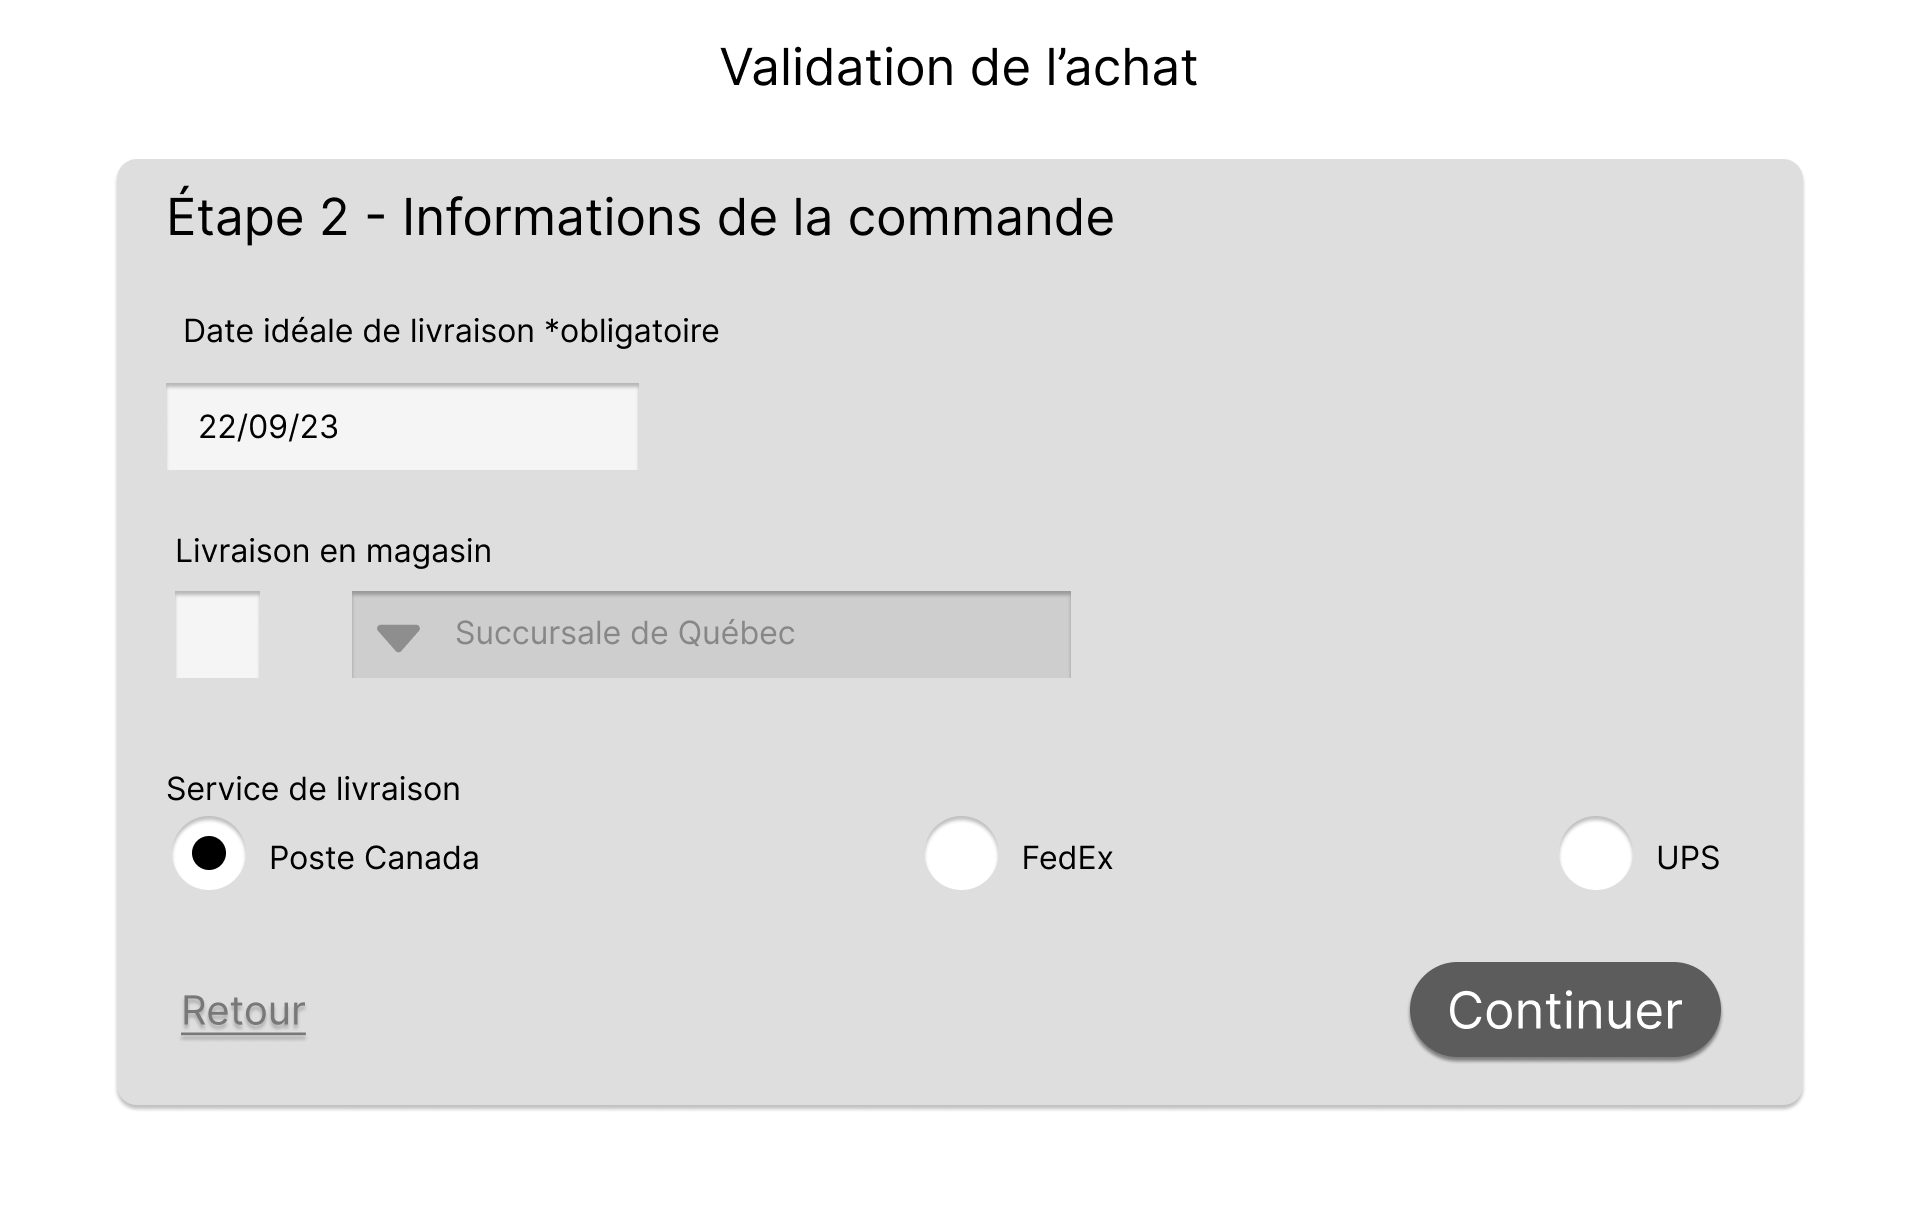 Validation de l’achat
Étape 2 - Informations de la commande
Date idéale de livraison *obligatoire
22/09/23
Livraison en magasin
Succursale de Québec
Service de livraison
Poste Canada
FedEx
UPS
Retour
Continuer